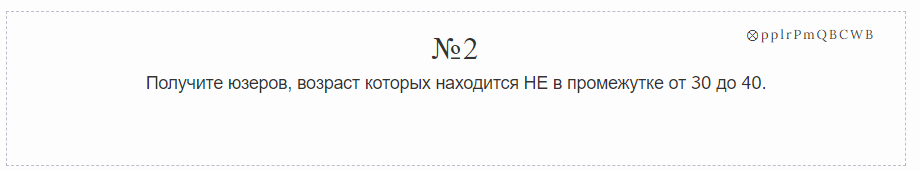 ⊗pplrPmQBCWB
№2
Получите юзеров, возраст которых находится НЕ в промежутке от 30 до 40.